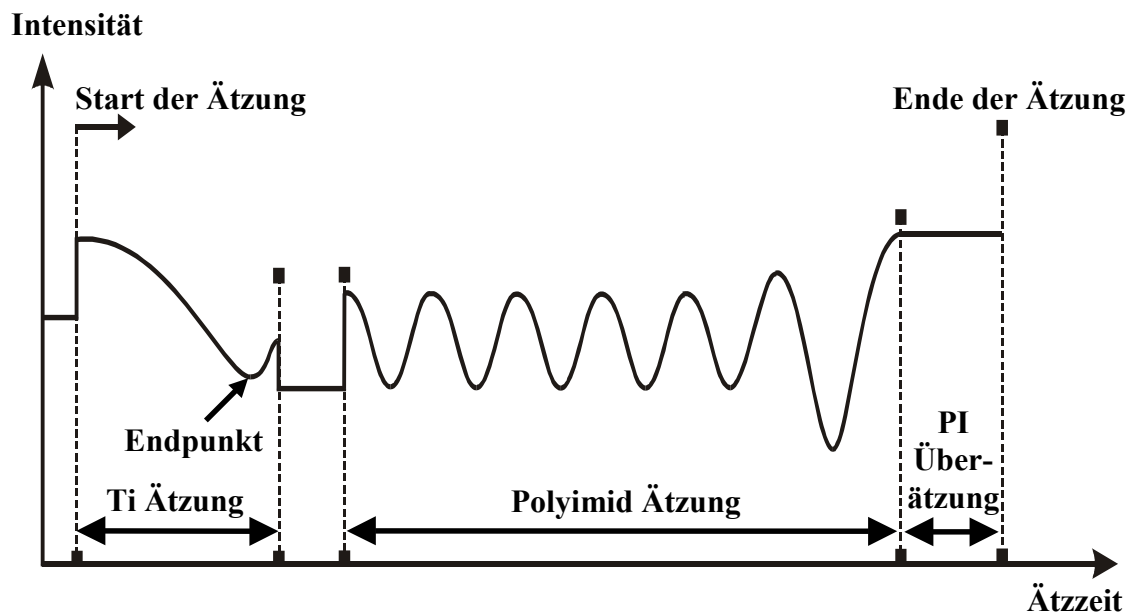 Intensität
Start der Ätzung
Ende der Ätzung
Endpunkt
Ti Ätzung
Polyimid Ätzung
PI
Über-
ätzung
Ätzzeit